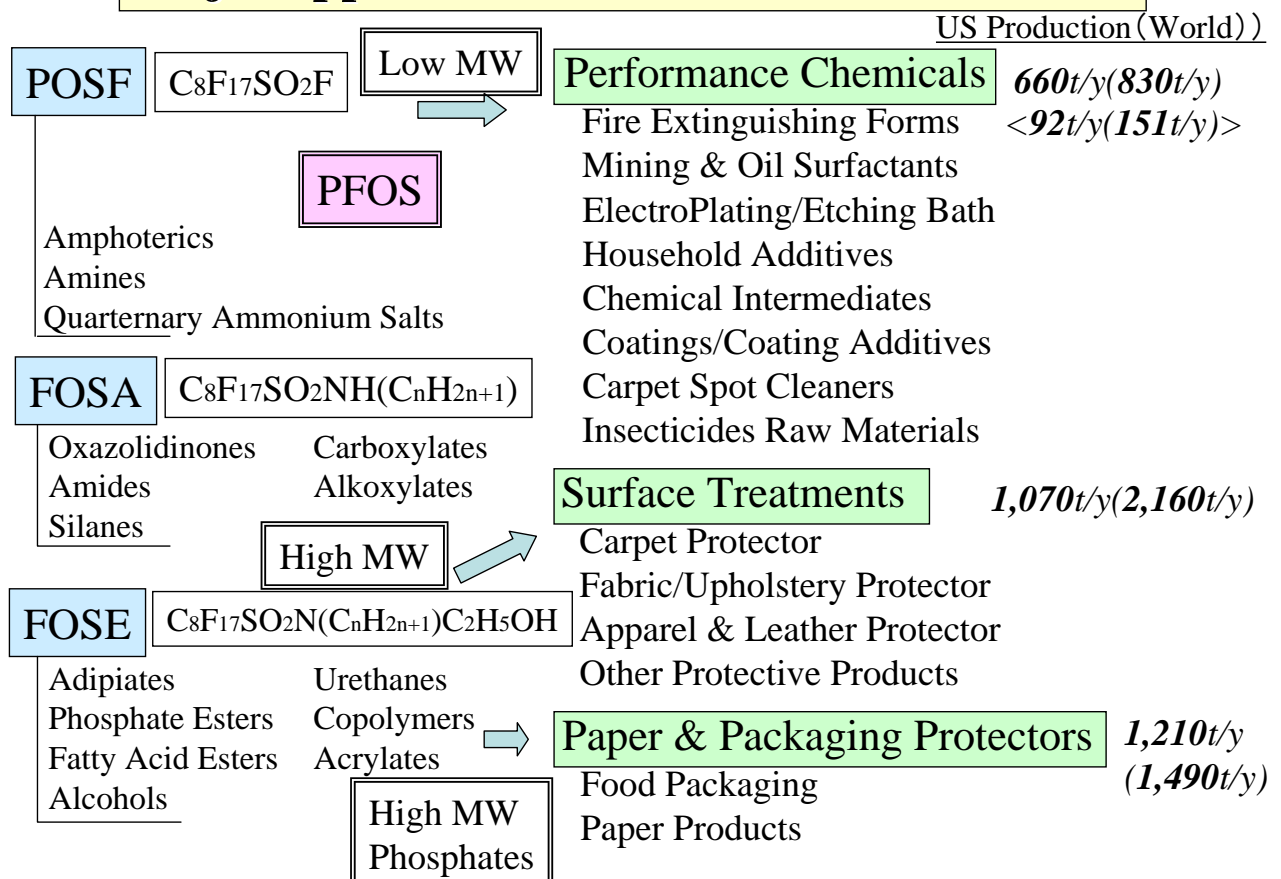 US Production(World))
POSF
C8F17SO2F
Low MW
Performance Chemicals
660t/y(830t/y)
Fire Extinguishing Forms
<92t/y(151t/y)>
Mining & Oil Surfactants
PFOS
ElectroPlating/Etching Bath
Amphoterics
Household Additives
Amines
Chemical Intermediates
Quarternary Ammonium Salts
Coatings/Coating Additives
FOSA
C8F17SO2NH(CnH2n+1)
Carpet Spot Cleaners
Insecticides Raw Materials
Oxazolidinones
Carboxylates
Amides
Alkoxylates
Silanes
Surface Treatments
1,070t/y(2,160t/y)
High MW
Carpet Protector
Fabric/Upholstery Protector
FOSE
C8F17SO2N(CnH2n+1)C2H5OH
Apparel & Leather Protector
Other Protective Products
Adipiates
Urethanes
Phosphate Esters
Copolymers
Fatty Acid Esters
Acrylates
Alcohols
Paper & Packaging Protectors
1,210t/y
(1,490t/y)
High MW
Phosphates
Food Packaging
Paper Products